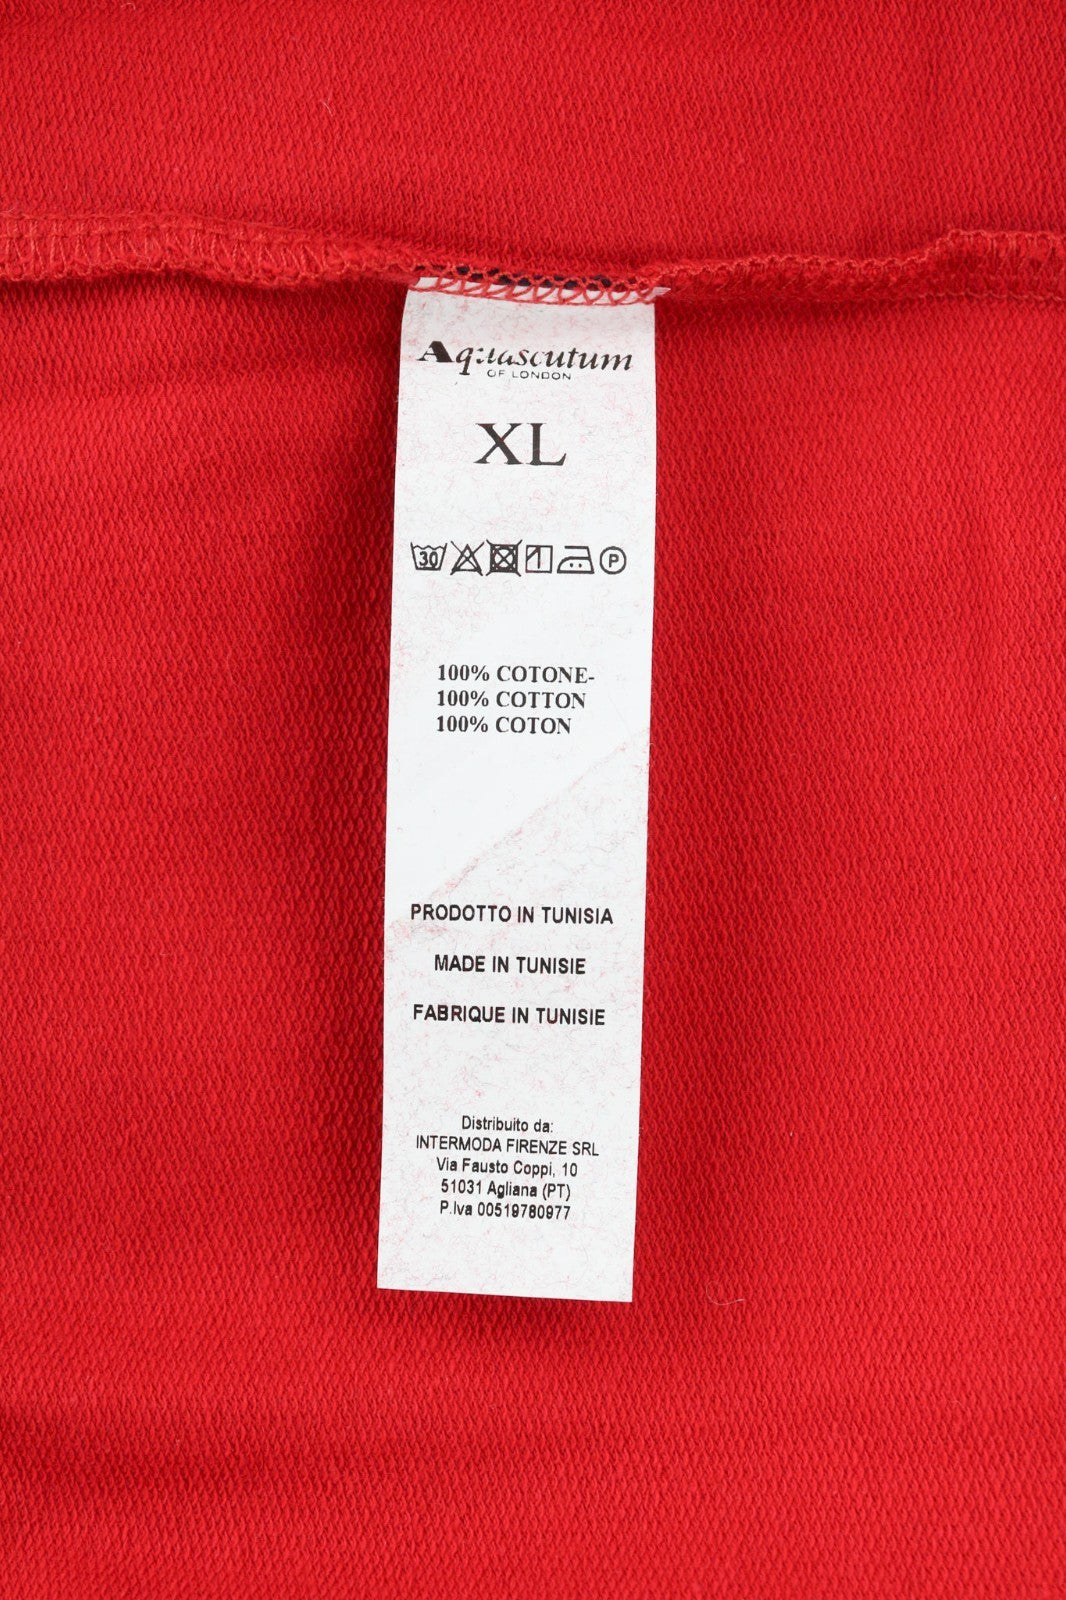 Aquascutum
OF LONDON
XL
30 P
100% COTONE-
100% COTTON
100% COTON
PRODOTTO IN TUNISIA
MADE IN TUNISIE
FABRIQUE IN TUNISIE
Distribuito da:
INTERMODA FIRENZE SRL
Via Fausto Coppi, 10
51031 Agliana (PT)
P.Iva 00519780977